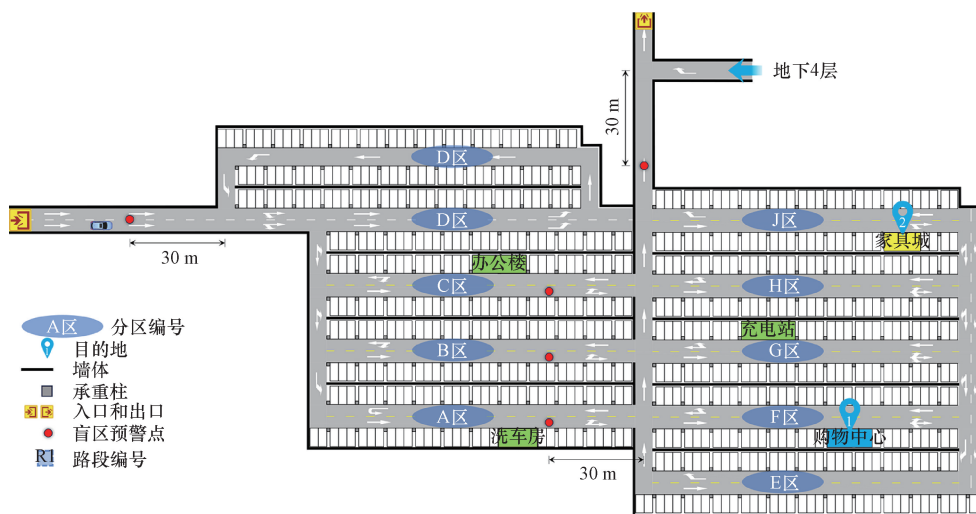 地下4层
30 m
D区
D区
J区
2
家具城
30 m
办公楼
C区
H区
A区 分区编号
充电站
1 目的地
B区
G区
墙体
承重柱
A区
F区
1
入口和出口
洗车房
购物中心
盲区预警点
R1 路段编号
30 m
E区